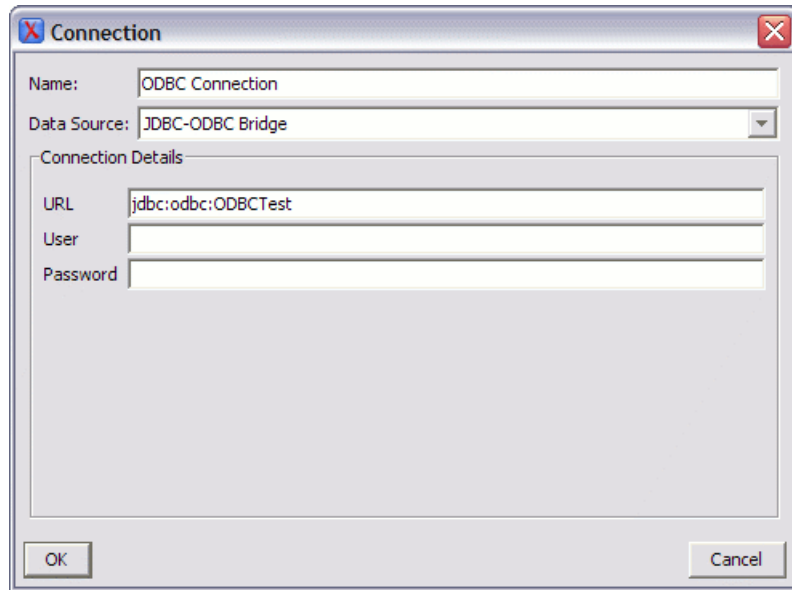 Connection
Name: ODBC Connection
Data Source: JDBC-ODBC Bridge
Connection Details
URL jdbc:odbc:ODBCTest
User
Password
OK Cancel